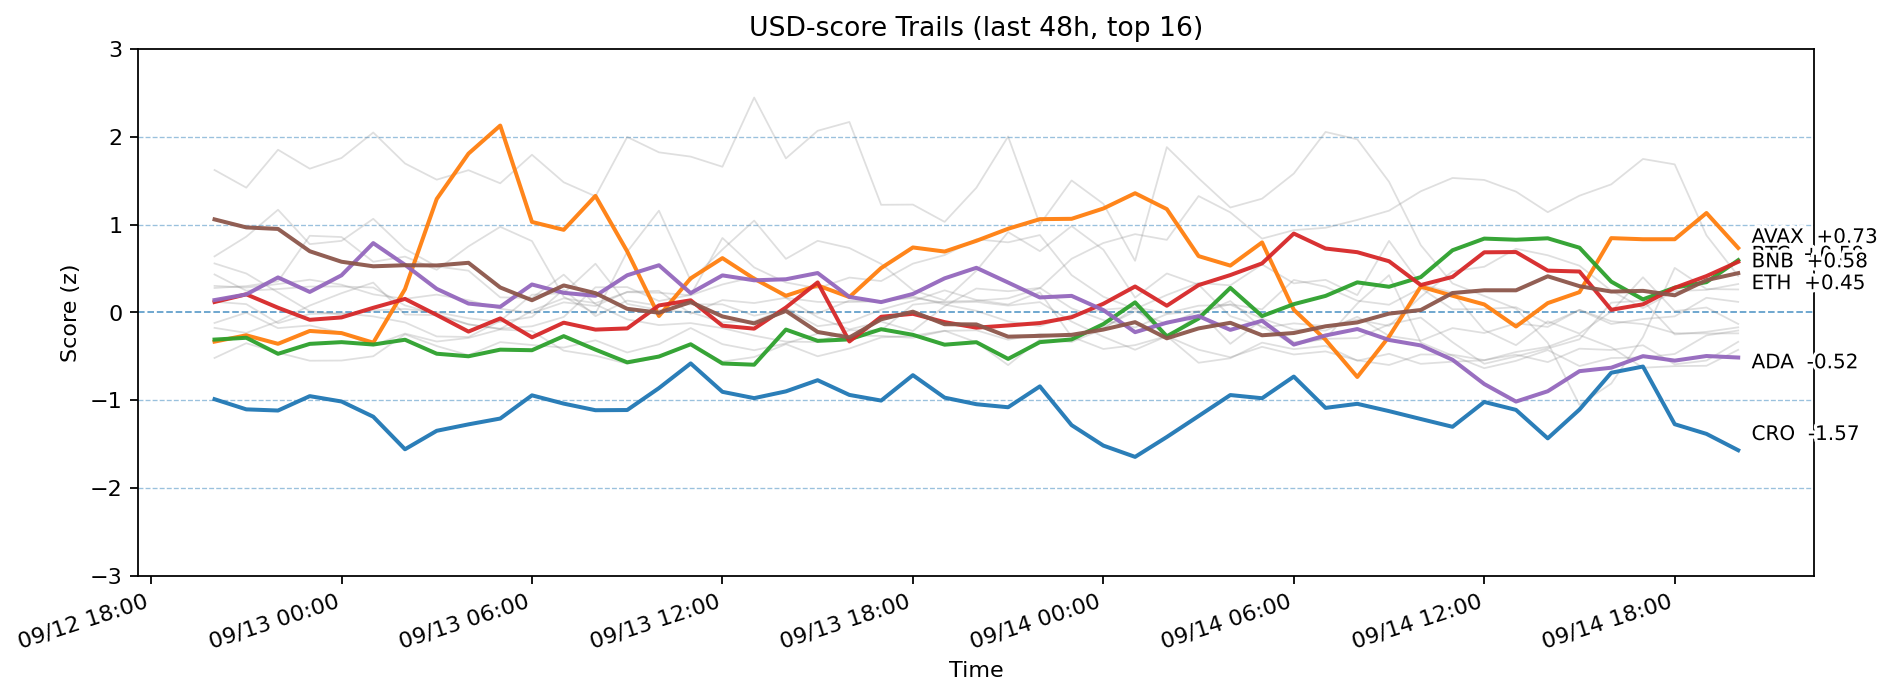 USD-score Trails (last 48h, top 16)
Score (z)
3
2
1
0
−1
−2
−3
AVAX +0.73
BNB +0.58
ETH +0.45
ADA -0.52
CRO -1.57
09/12 18:00
09/13 00:00
09/13 06:00
09/13 12:00
09/13 18:00
09/14 00:00
09/14 06:00
09/14 12:00
09/14 18:00
Time